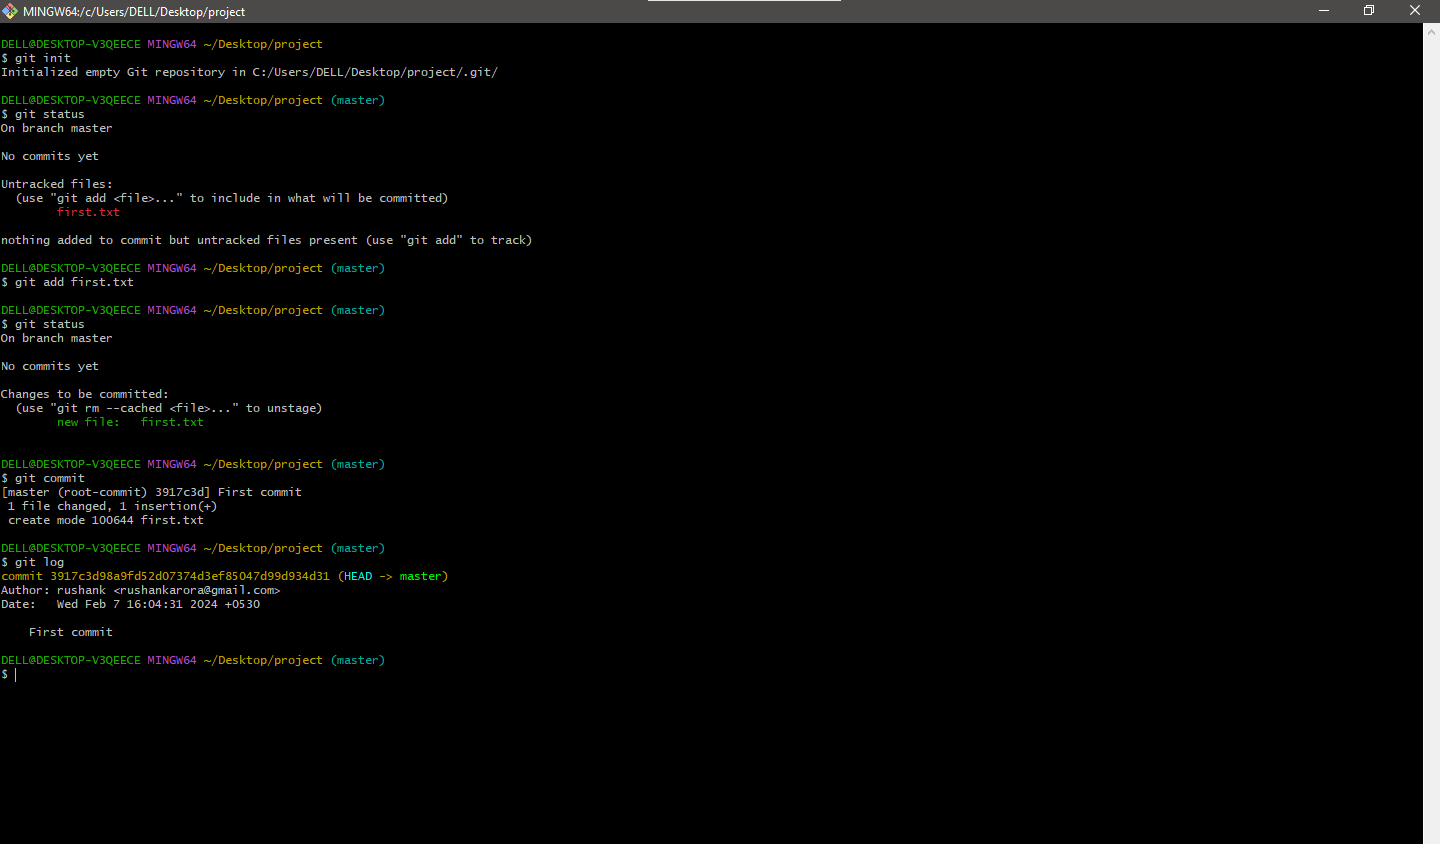 MINGW64:/c/Users/DELL/Desktop/project
DELL@DESKTOP-V3QEECE MINGW64 ~/Desktop/project
$ git init
Initialized empty Git repository in C:/Users/DELL/Desktop/project/.git/
DELL@DESKTOP-V3QEECE MINGW64 ~/Desktop/project (master)
$ git status
On branch master
No commits yet
Untracked files:
  (use "git add <file>..." to include in what will be committed)
        first.txt
nothing added to commit but untracked files present (use "git add" to track)
DELL@DESKTOP-V3QEECE MINGW64 ~/Desktop/project (master)
$ git add first.txt
DELL@DESKTOP-V3QEECE MINGW64 ~/Desktop/project (master)
$ git status
On branch master
No commits yet
Changes to be committed:
  (use "git rm --cached <file>..." to unstage)
        new file:   first.txt
DELL@DESKTOP-V3QEECE MINGW64 ~/Desktop/project (master)
$ git commit
[master (root-commit) 3917c3d] First commit
 1 file changed, 1 insertion(+)
 create mode 100644 first.txt
DELL@DESKTOP-V3QEECE MINGW64 ~/Desktop/project (master)
$ git log
commit 3917c3d98a9fd52d07374d3ef85047d99d934d31 (HEAD -> master)
Author: rushank <rushankarora@gmail.com>
Date:   Wed Feb 7 16:04:31 2024 +0530
    First commit
DELL@DESKTOP-V3QEECE MINGW64 ~/Desktop/project (master)
$